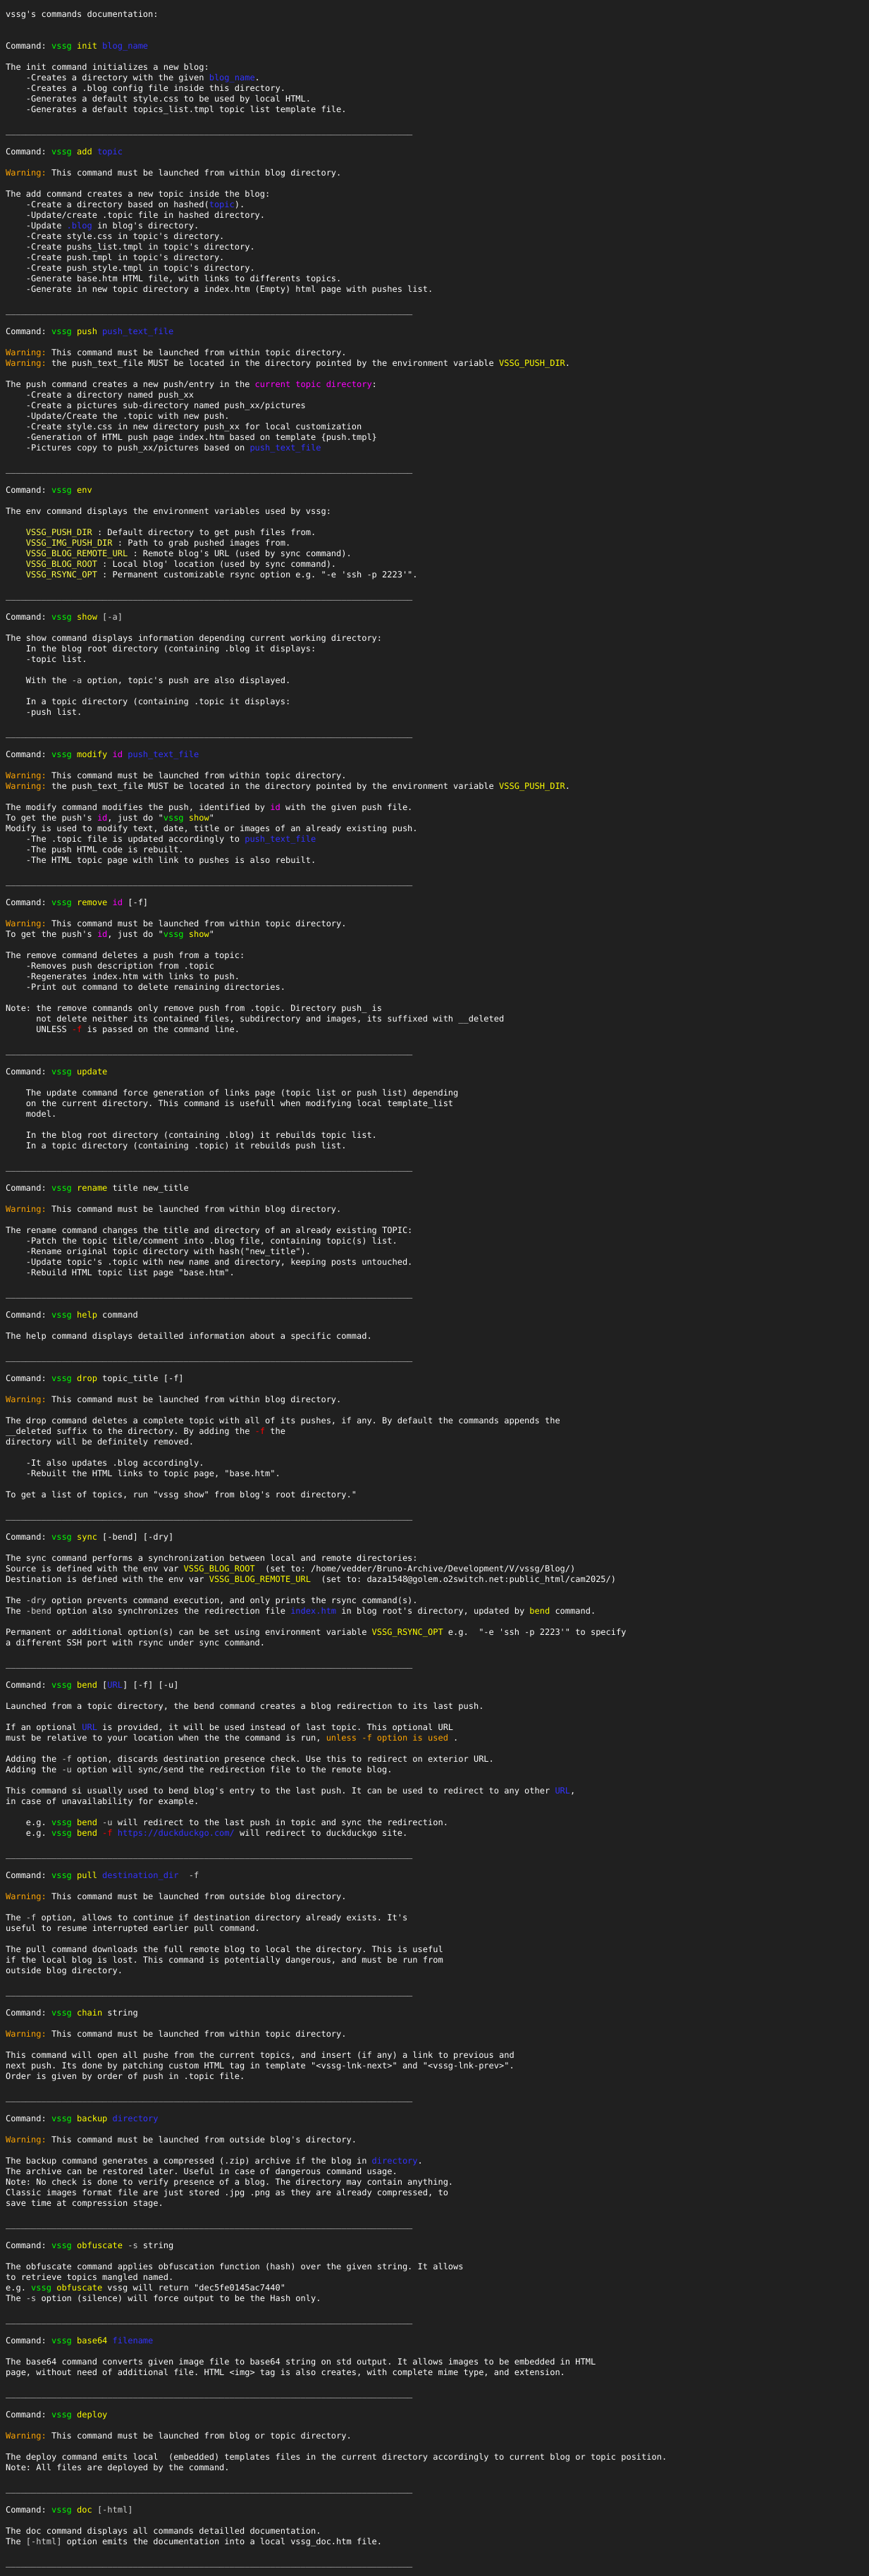 vssg's commands documentation:
Command: vssg init blog_name
The init command initializes a new blog:
-Creates a directory with the given blog_name.
-Creates a .blog config file inside this directory.
-Generates a default style.css to be used by local HTML.
-Generates a default topics_list.tmpl topic list template file.
Command: vssg add topic
Warning: This command must be launched from within blog directory.
The add command creates a new topic inside the blog:
-Create a directory based on hashed(topic).
-Update/create .topic file in hashed directory.
-Update .blog in blog's directory.
-Create style.css in topic's directory.
-Create pushs_list.tmpl in topic's directory.
-Create push.tmpl in topic's directory.
-Create push_style.tmpl in topic's directory.
-Generate base.htm HTML file, with links to differents topics.
-Generate in new topic directory a index.htm (Empty) html page with pushes list.
Command: vssg push push_text_file
Warning: This command must be launched from within topic directory.
Warning: the push_text_file MUST be located in the directory pointed by the environment variable VSSG_PUSH_DIR.
The push command creates a new push/entry in the current topic directory:
-Create a directory named push_xx
-Create a pictures sub-directory named push_xx/pictures
-Update/Create the .topic with new push.
-Create style.css in new directory push_xx for local customization
-Generation of HTML push page index.htm based on template {push.tmpl}
-Pictures copy to push_xx/pictures based on push_text_file
Command: vssg env
The env command displays the environment variables used by vssg:
VSSG_PUSH_DIR : Default directory to get push files from.
VSSG_IMG_PUSH_DIR : Path to grab pushed images from.
VSSG_BLOG_REMOTE_URL : Remote blog's URL (used by sync command).
VSSG_BLOG_ROOT : Local blog' location (used by sync command).
VSSG_RSYNC_OPT : Permanent customizable rsync option e.g. "-e 'ssh -p 2223'".
Command: vssg show [-a]
The show command displays information depending current working directory:
In the blog root directory (containing .blog it displays:
-topic list.
With the -a option, topic's push are also displayed.
In a topic directory (containing .topic it displays:
-push list.
Command: vssg modify id push_text_file
Warning: This command must be launched from within topic directory.
Warning: the push_text_file MUST be located in the directory pointed by the environment variable VSSG_PUSH_DIR.
The modify command modifies the push, identified by id with the given push file.
To get the push's id, just do "vssg show"
Modify is used to modify text, date, title or images of an already existing push.
-The .topic file is updated accordingly to push_text_file
-The push HTML code is rebuilt.
-The HTML topic page with link to pushes is also rebuilt.
Command: vssg remove id [-f]
Warning: This command must be launched from within topic directory.
To get the push's id, just do "vssg show"
The remove command deletes a push from a topic:
-Removes push description from .topic
-Regenerates index.htm with links to push.
-Print out command to delete remaining directories.
Note: the remove commands only remove push from .topic. Directory push_ is
not delete neither its contained files, subdirectory and images, its suffixed with __deleted
UNLESS -f is passed on the command line.
Command: vssg update
The update command force generation of links page (topic list or push list) depending
on the current directory. This command is usefull when modifying local template_list
model.
In the blog root directory (containing .blog) it rebuilds topic list.
In a topic directory (containing .topic) it rebuilds push list.
Command: vssg rename title new_title
Warning: This command must be launched from within blog directory.
The rename command changes the title and directory of an already existing TOPIC:
-Patch the topic title/comment into .blog file, containing topic(s) list.
-Rename original topic directory with hash("new_title").
-Update topic's .topic with new name and directory, keeping posts untouched.
-Rebuild HTML topic list page "base.htm".
Command: vssg help command
The help command displays detailled information about a specific commad.
Command: vssg drop topic_title [-f]
Warning: This command must be launched from within blog directory.
The drop command deletes a complete topic with all of its pushes, if any. By default the commands appends the
__deleted suffix to the directory. By adding the -f the
directory will be definitely removed.
-It also updates .blog accordingly.
-Rebuilt the HTML links to topic page, "base.htm".
To get a list of topics, run "vssg show" from blog's root directory."
Command: vssg sync [-bend] [-dry]
The sync command performs a synchronization between local and remote directories:
Source is defined with the env var VSSG_BLOG_ROOT  (set to: /home/vedder/Bruno-Archive/Development/V/vssg/Blog/)
Destination is defined with the env var VSSG_BLOG_REMOTE_URL  (set to: daza1548@golem.o2switch.net:public_html/cam2025/)
The -dry option prevents command execution, and only prints the rsync command(s).
The -bend option also synchronizes the redirection file index.htm in blog root's directory, updated by bend command.
Permanent or additional option(s) can be set using environment variable VSSG_RSYNC_OPT e.g.  "-e 'ssh -p 2223'" to specify
a different SSH port with rsync under sync command.
Command: vssg bend [URL] [-f] [-u]
Launched from a topic directory, the bend command creates a blog redirection to its last push.
If an optional URL is provided, it will be used instead of last topic. This optional URL
must be relative to your location when the the command is run, unless -f option is used .
Adding the -f option, discards destination presence check. Use this to redirect on exterior URL.
Adding the -u option will sync/send the redirection file to the remote blog.
This command si usually used to bend blog's entry to the last push. It can be used to redirect to any other URL,
in case of unavailability for example.
e.g. vssg bend -u will redirect to the last push in topic and sync the redirection.
e.g. vssg bend -f https://duckduckgo.com/ will redirect to duckduckgo site.
Command: vssg pull destination_dir  -f
Warning: This command must be launched from outside blog directory.
The -f option, allows to continue if destination directory already exists. It's
useful to resume interrupted earlier pull command.
The pull command downloads the full remote blog to local the directory. This is useful
if the local blog is lost. This command is potentially dangerous, and must be run from
outside blog directory.
Command: vssg chain string
Warning: This command must be launched from within topic directory.
This command will open all pushe from the current topics, and insert (if any) a link to previous and
next push. Its done by patching custom HTML tag in template "<vssg-lnk-next>" and "<vssg-lnk-prev>".
Order is given by order of push in .topic file.
Command: vssg backup directory
Warning: This command must be launched from outside blog's directory.
The backup command generates a compressed (.zip) archive if the blog in directory.
The archive can be restored later. Useful in case of dangerous command usage.
Note: No check is done to verify presence of a blog. The directory may contain anything.
Classic images format file are just stored .jpg .png as they are already compressed, to
save time at compression stage.
Command: vssg obfuscate -s string
The obfuscate command applies obfuscation function (hash) over the given string. It allows
to retrieve topics mangled named.
e.g. vssg obfuscate vssg will return "dec5fe0145ac7440"
The -s option (silence) will force output to be the Hash only.
Command: vssg base64 filename
The base64 command converts given image file to base64 string on std output. It allows images to be embedded in HTML
page, without need of additional file. HTML <img> tag is also creates, with complete mime type, and extension.
Command: vssg deploy
Warning: This command must be launched from blog or topic directory.
The deploy command emits local  (embedded) templates files in the current directory accordingly to current blog or topic position.
Note: All files are deployed by the command.
Command: vssg doc [-html]
The doc command displays all commands detailled documentation.
The [-html] option emits the documentation into a local vssg_doc.htm file.